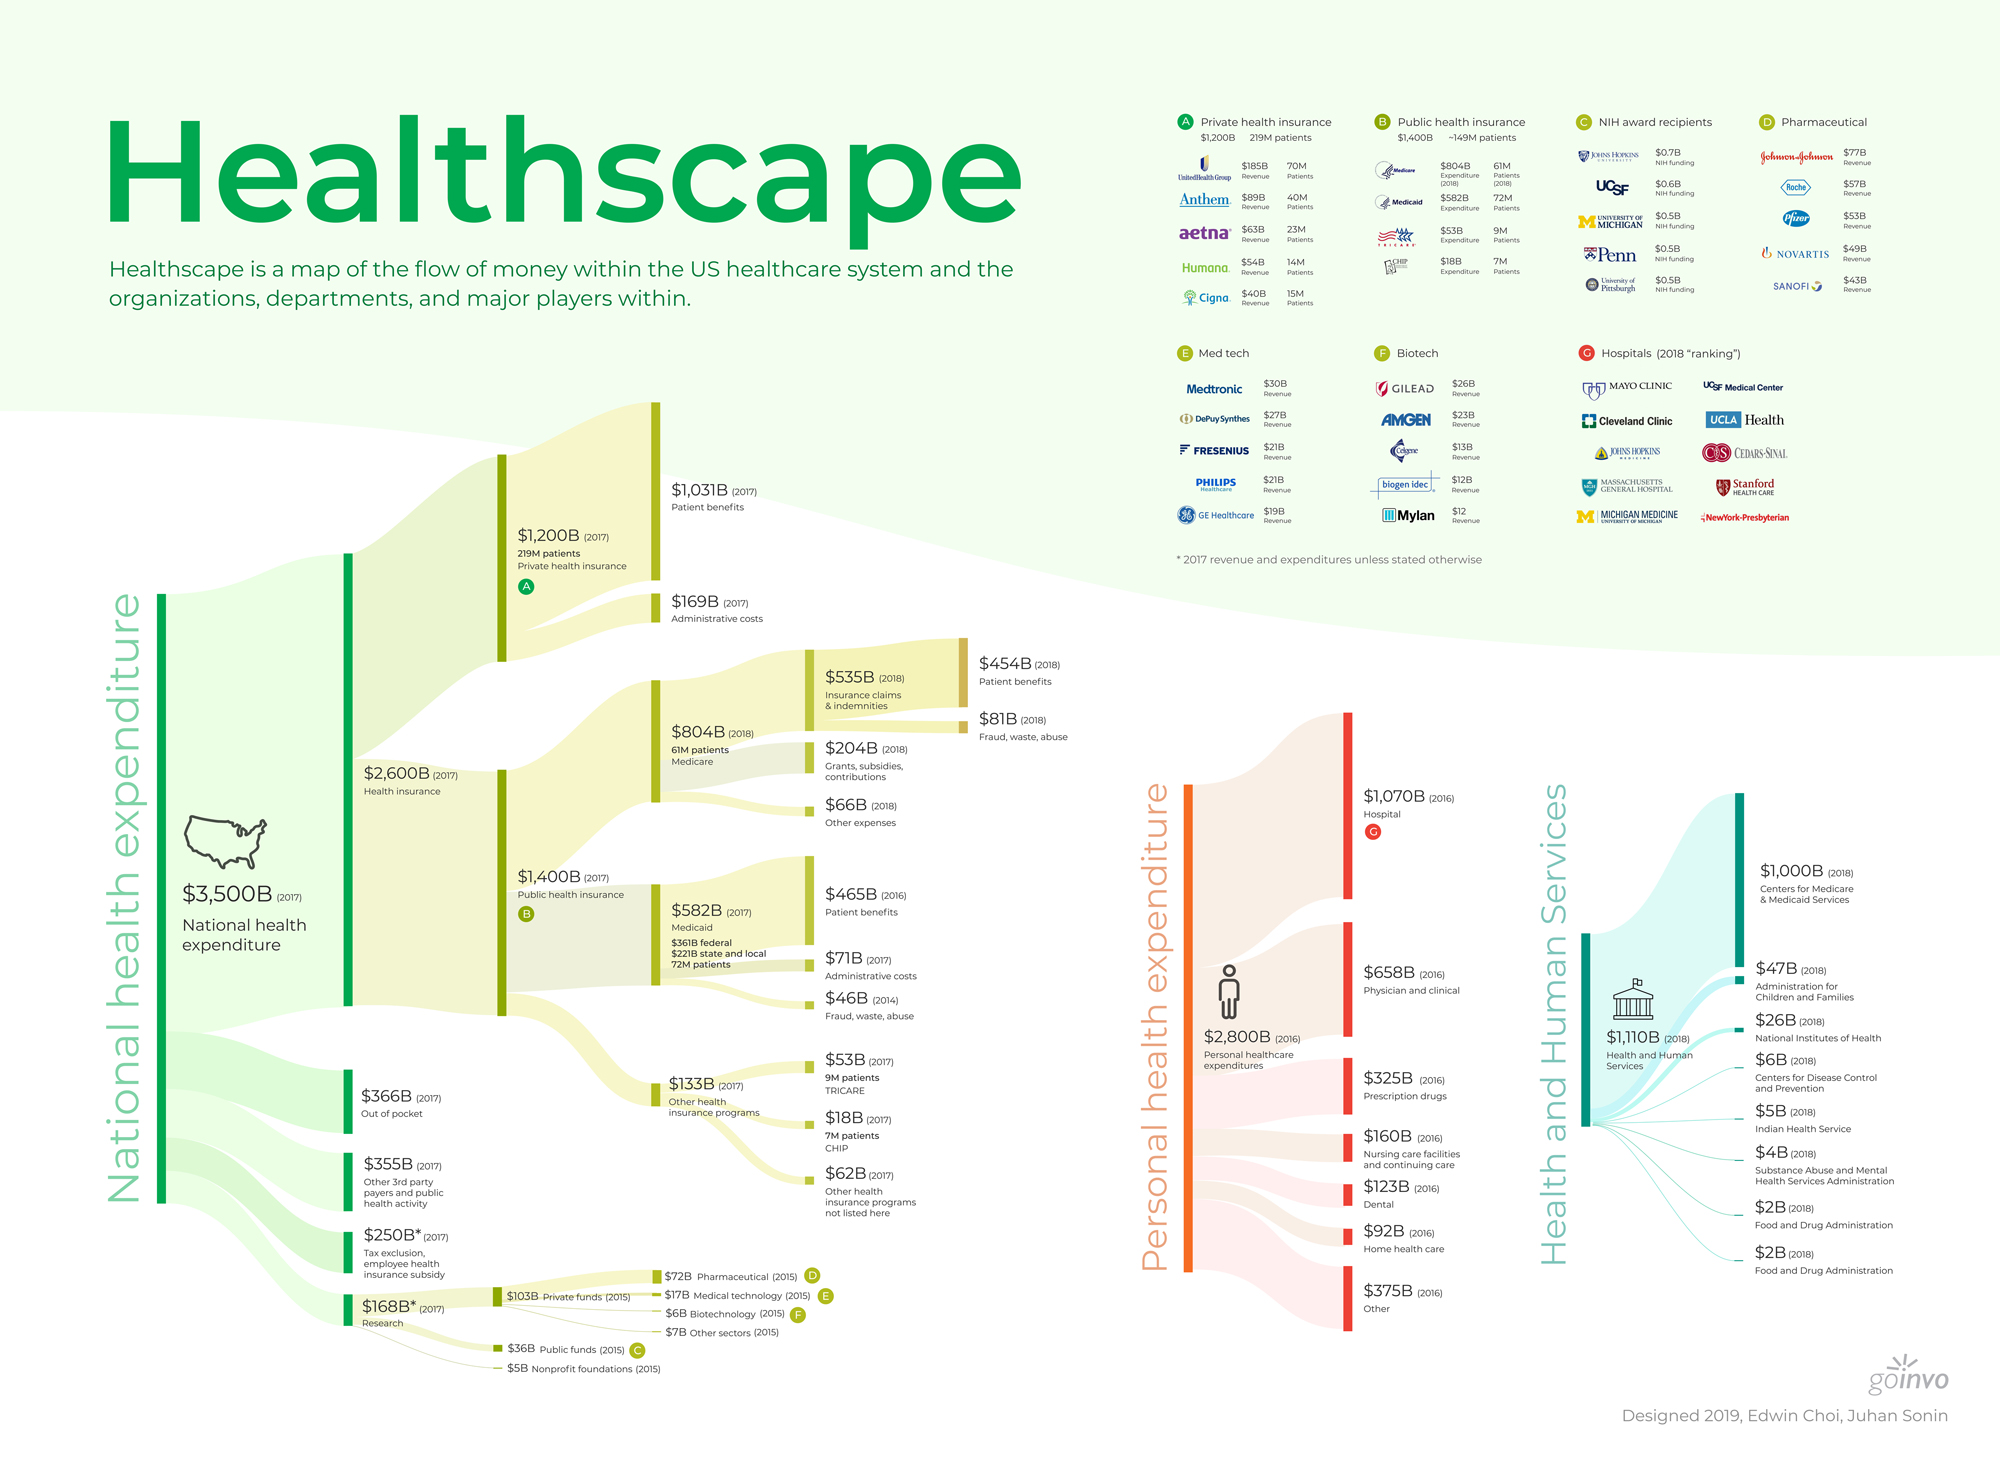 Healthscape
Healthscape is a map of the flow of money within the US healthcare system and the
organizations, departments, and major players within.
A Private health insurance
$1,200B 219M patients
UnitedHealth Group $185B Revenue 70M Patients
Anthem. $89B Revenue 40M Patients
aetna $63B Revenue 23M Patients
Humana. $54B Revenue 14M Patients
Cigna. $40B Revenue 15M Patients
B Public health insurance
$1,400B ~149M patients
Medicare $804B Expenditure (2018) 61M Patients (2018)
Medicaid $582B Expenditure 72M Patients
TRICARE $53B Expenditure 9M Patients
CHIP $18B Expenditure 7M Patients
C NIH award recipients
JOHNS HOPKINS UNIVERSITY $0.7B NIH funding
UCSF $0.6B NIH funding
M UNIVERSITY OF MICHIGAN $0.5B NIH funding
Penn $0.5B NIH funding
University of Pittsburgh $0.5B NIH funding
D Pharmaceutical
Johnson & Johnson $77B Revenue
Roche $57B Revenue
Pfizer $53B Revenue
NOVARTIS $49B Revenue
SANOFI $43B Revenue
E Med tech
Medtronic $30B Revenue
DePuy Synthes $27B Revenue
FRESENIUS $21B Revenue
PHILIPS Healthcare $21B Revenue
GE Healthcare $19B Revenue
F Biotech
GILEAD $26B Revenue
AMGEN $23B Revenue
Celgene $13B Revenue
biogen idec $12B Revenue
Mylan $12 Revenue
G Hospitals (2018 "ranking")
MAYO CLINIC
UCSF Medical Center
Cleveland Clinic
UCLA Health
JOHNS HOPKINS MEDICINE
CS CEDARS-SINAI
MGH MASSACHUSETTS GENERAL HOSPITAL
Stanford HEALTH CARE
M MICHIGAN MEDICINE UNIVERSITY OF MICHIGAN
NewYork-Presbyterian
* 2017 revenue and expenditures unless stated otherwise
National health expenditure
$3,500B (2017)
National health
expenditure
$2,600B (2017)
Health insurance
$366B (2017)
Out of pocket
$355B (2017)
Other 3rd party
payers and public
health activity
$250B* (2017)
Tax exclusion,
employee health
insurance subsidy
$168B* (2017)
Research
$1,200B (2017)
219M patients
Private health insurance
A
$1,031B (2017)
Patient benefits
$169B (2017)
Administrative costs
$1,400B (2017)
Public health insurance
B
$804B (2018)
61M patients
Medicare
$535B (2018)
Insurance claims
& indemnities
$454B (2018)
Patient benefits
$81B (2018)
Fraud, waste, abuse
$204B (2018)
Grants, subsidies,
contributions
$66B (2018)
Other expenses
$582B (2017)
Medicaid
$361B federal
$221B state and local
72M patients
$465B (2016)
Patient benefits
$71B (2017)
Administrative costs
$46B (2014)
Fraud, waste, abuse
$133B (2017)
Other health
insurance programs
$53B (2017)
9M patients
TRICARE
$18B (2017)
7M patients
CHIP
$62B (2017)
Other health
insurance programs
not listed here
$103B Private funds (2015)
$72B Pharmaceutical (2015) D
$17B Medical technology (2015) E
$6B Biotechnology (2015) F
$7B Other sectors (2015)
$36B Public funds (2015) C
$5B Nonprofit foundations (2015)
Personal health expenditure
$2,800B (2016)
Personal healthcare
expenditures
$1,070B (2016)
Hospital
G
$658B (2016)
Physician and clinical
$325B (2016)
Prescription drugs
$160B (2016)
Nursing care facilities
and continuing care
$123B (2016)
Dental
$92B (2016)
Home health care
$375B (2016)
Other
Health and Human Services
$1,110B (2018)
Health and Human
Services
$1,000B (2018)
Centers for Medicare
& Medicaid Services
$47B (2018)
Administration for
Children and Families
$26B (2018)
National Institutes of Health
$6B (2018)
Centers for Disease Control
and Prevention
$5B (2018)
Indian Health Service
$4B (2018)
Substance Abuse and Mental
Health Services Administration
$2B (2018)
Food and Drug Administration
$2B (2018)
Food and Drug Administration
goinvo
Designed 2019, Edwin Choi, Juhan Sonin